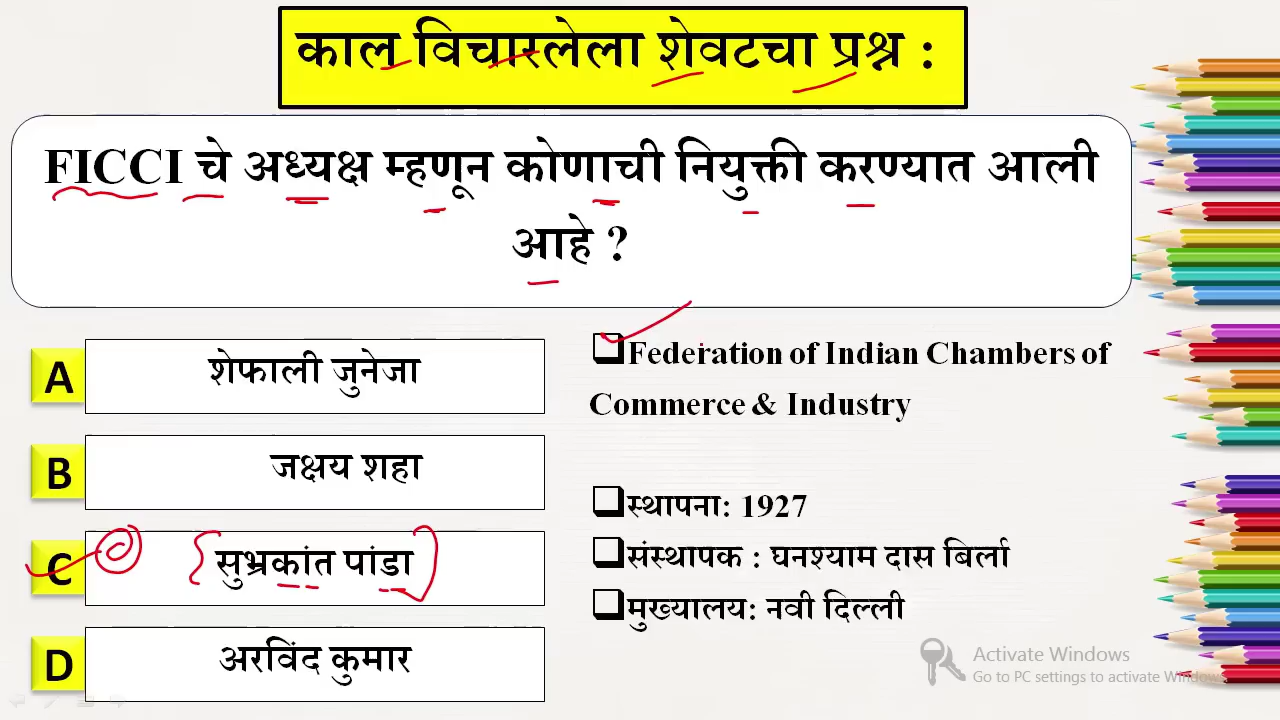 काल विचारलेला शेवटचा प्रश्न :
FICCI चे अध्यक्ष म्हणून कोणाची नियुक्ती करण्यात आली
आहे ?
A शेफाली जुनेजा
B जक्षय शहा
C सुभ्रकांत पांडा
D अरविंद कुमार
Federation of Indian Chambers of
Commerce & Industry
स्थापना: 1927
संस्थापक : घनश्याम दास बिर्ला
मुख्यालय: नवी दिल्ली
Activate Windows
Go to PC settings to activate Windows.